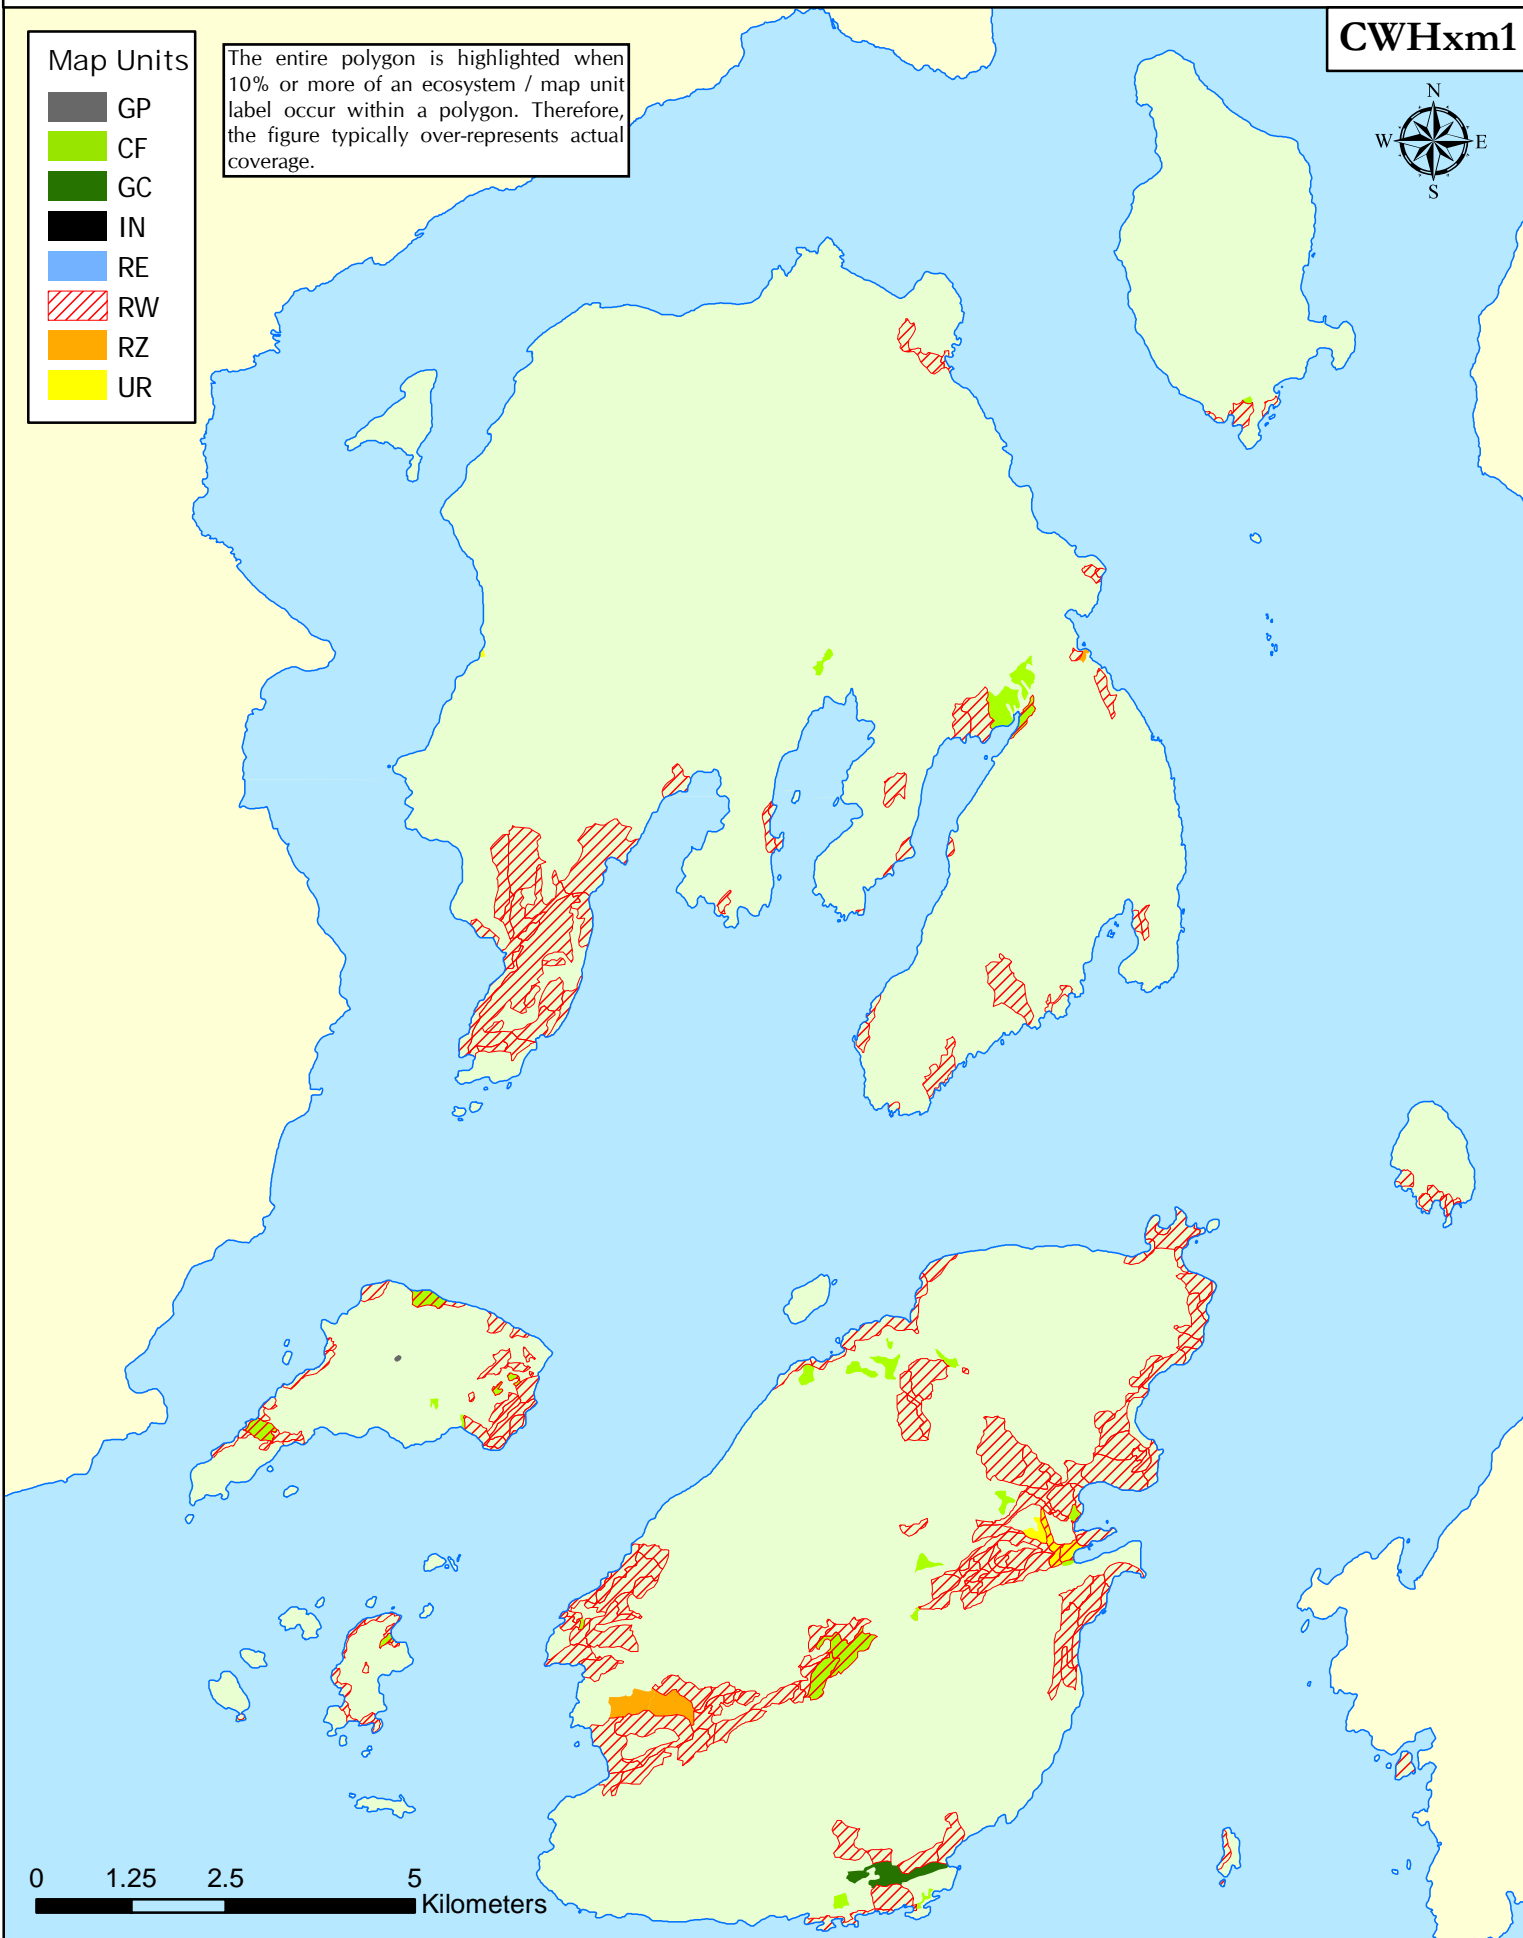 CWHxm1
Map Units
GP
CF
GC
IN
RE
RW
RZ
UR
The entire polygon is highlighted when
10% or more of an ecosystem / map unit
label occur within a polygon. Therefore,
the figure typically over-represents actual
coverage.
N
W E
S
0 1.25 2.5 5
Kilometers